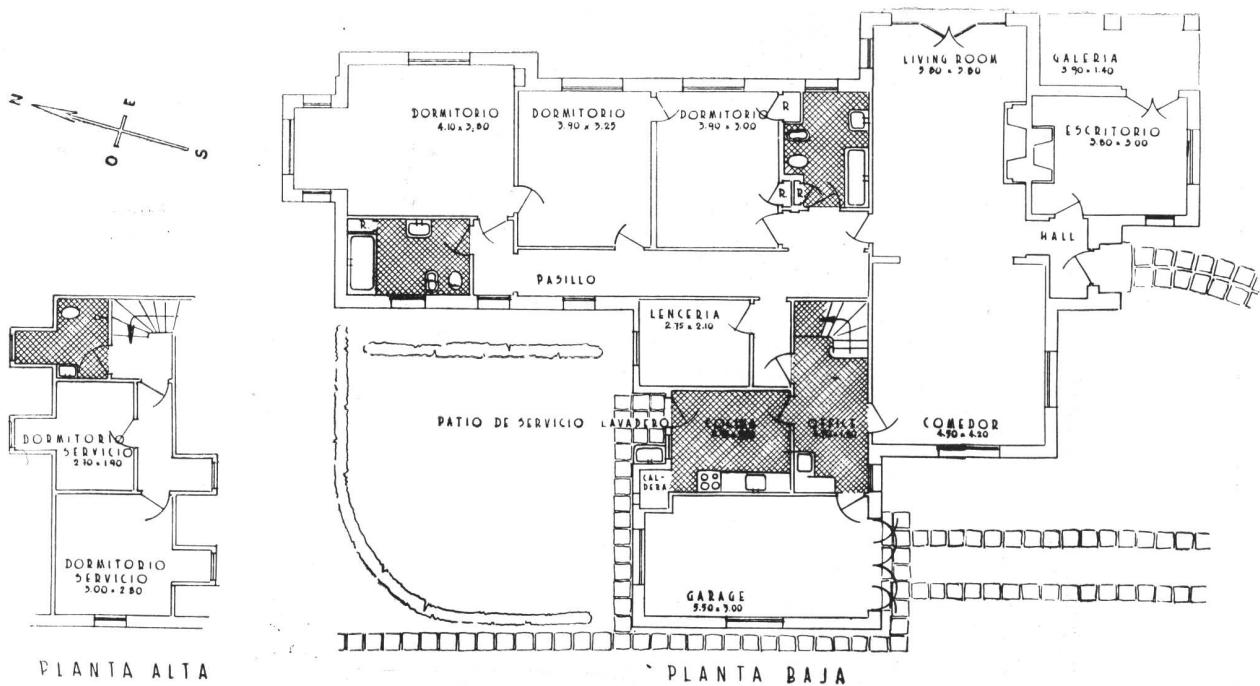 N
E
O
S
DORMITORIO
4.10 x 3,80
DORMITORIO
3.90 x 3.25
DORMITORIO
3.90 x 3.00
R
LIVING ROOM
5.80 x 3.80
GALERIA
3.90 x 1.40
ESCRITORIO
3.80 x 3.00
R
R
R
HALL
PASILLO
LENCERIA
2.75 x 2.10
PATIO DE SERVICIO
LAVADERO
COCINA
OFFICE
COMEDOR
4.50 x 4.20
CAL-
DERA
GARAGE
5.50 x 3.00
DORMITORIO
SERVICIO
2.70 x 1.90
DORMITORIO
SERVICIO
3.00 x 2.80
PLANTA ALTA
PLANTA BAJA